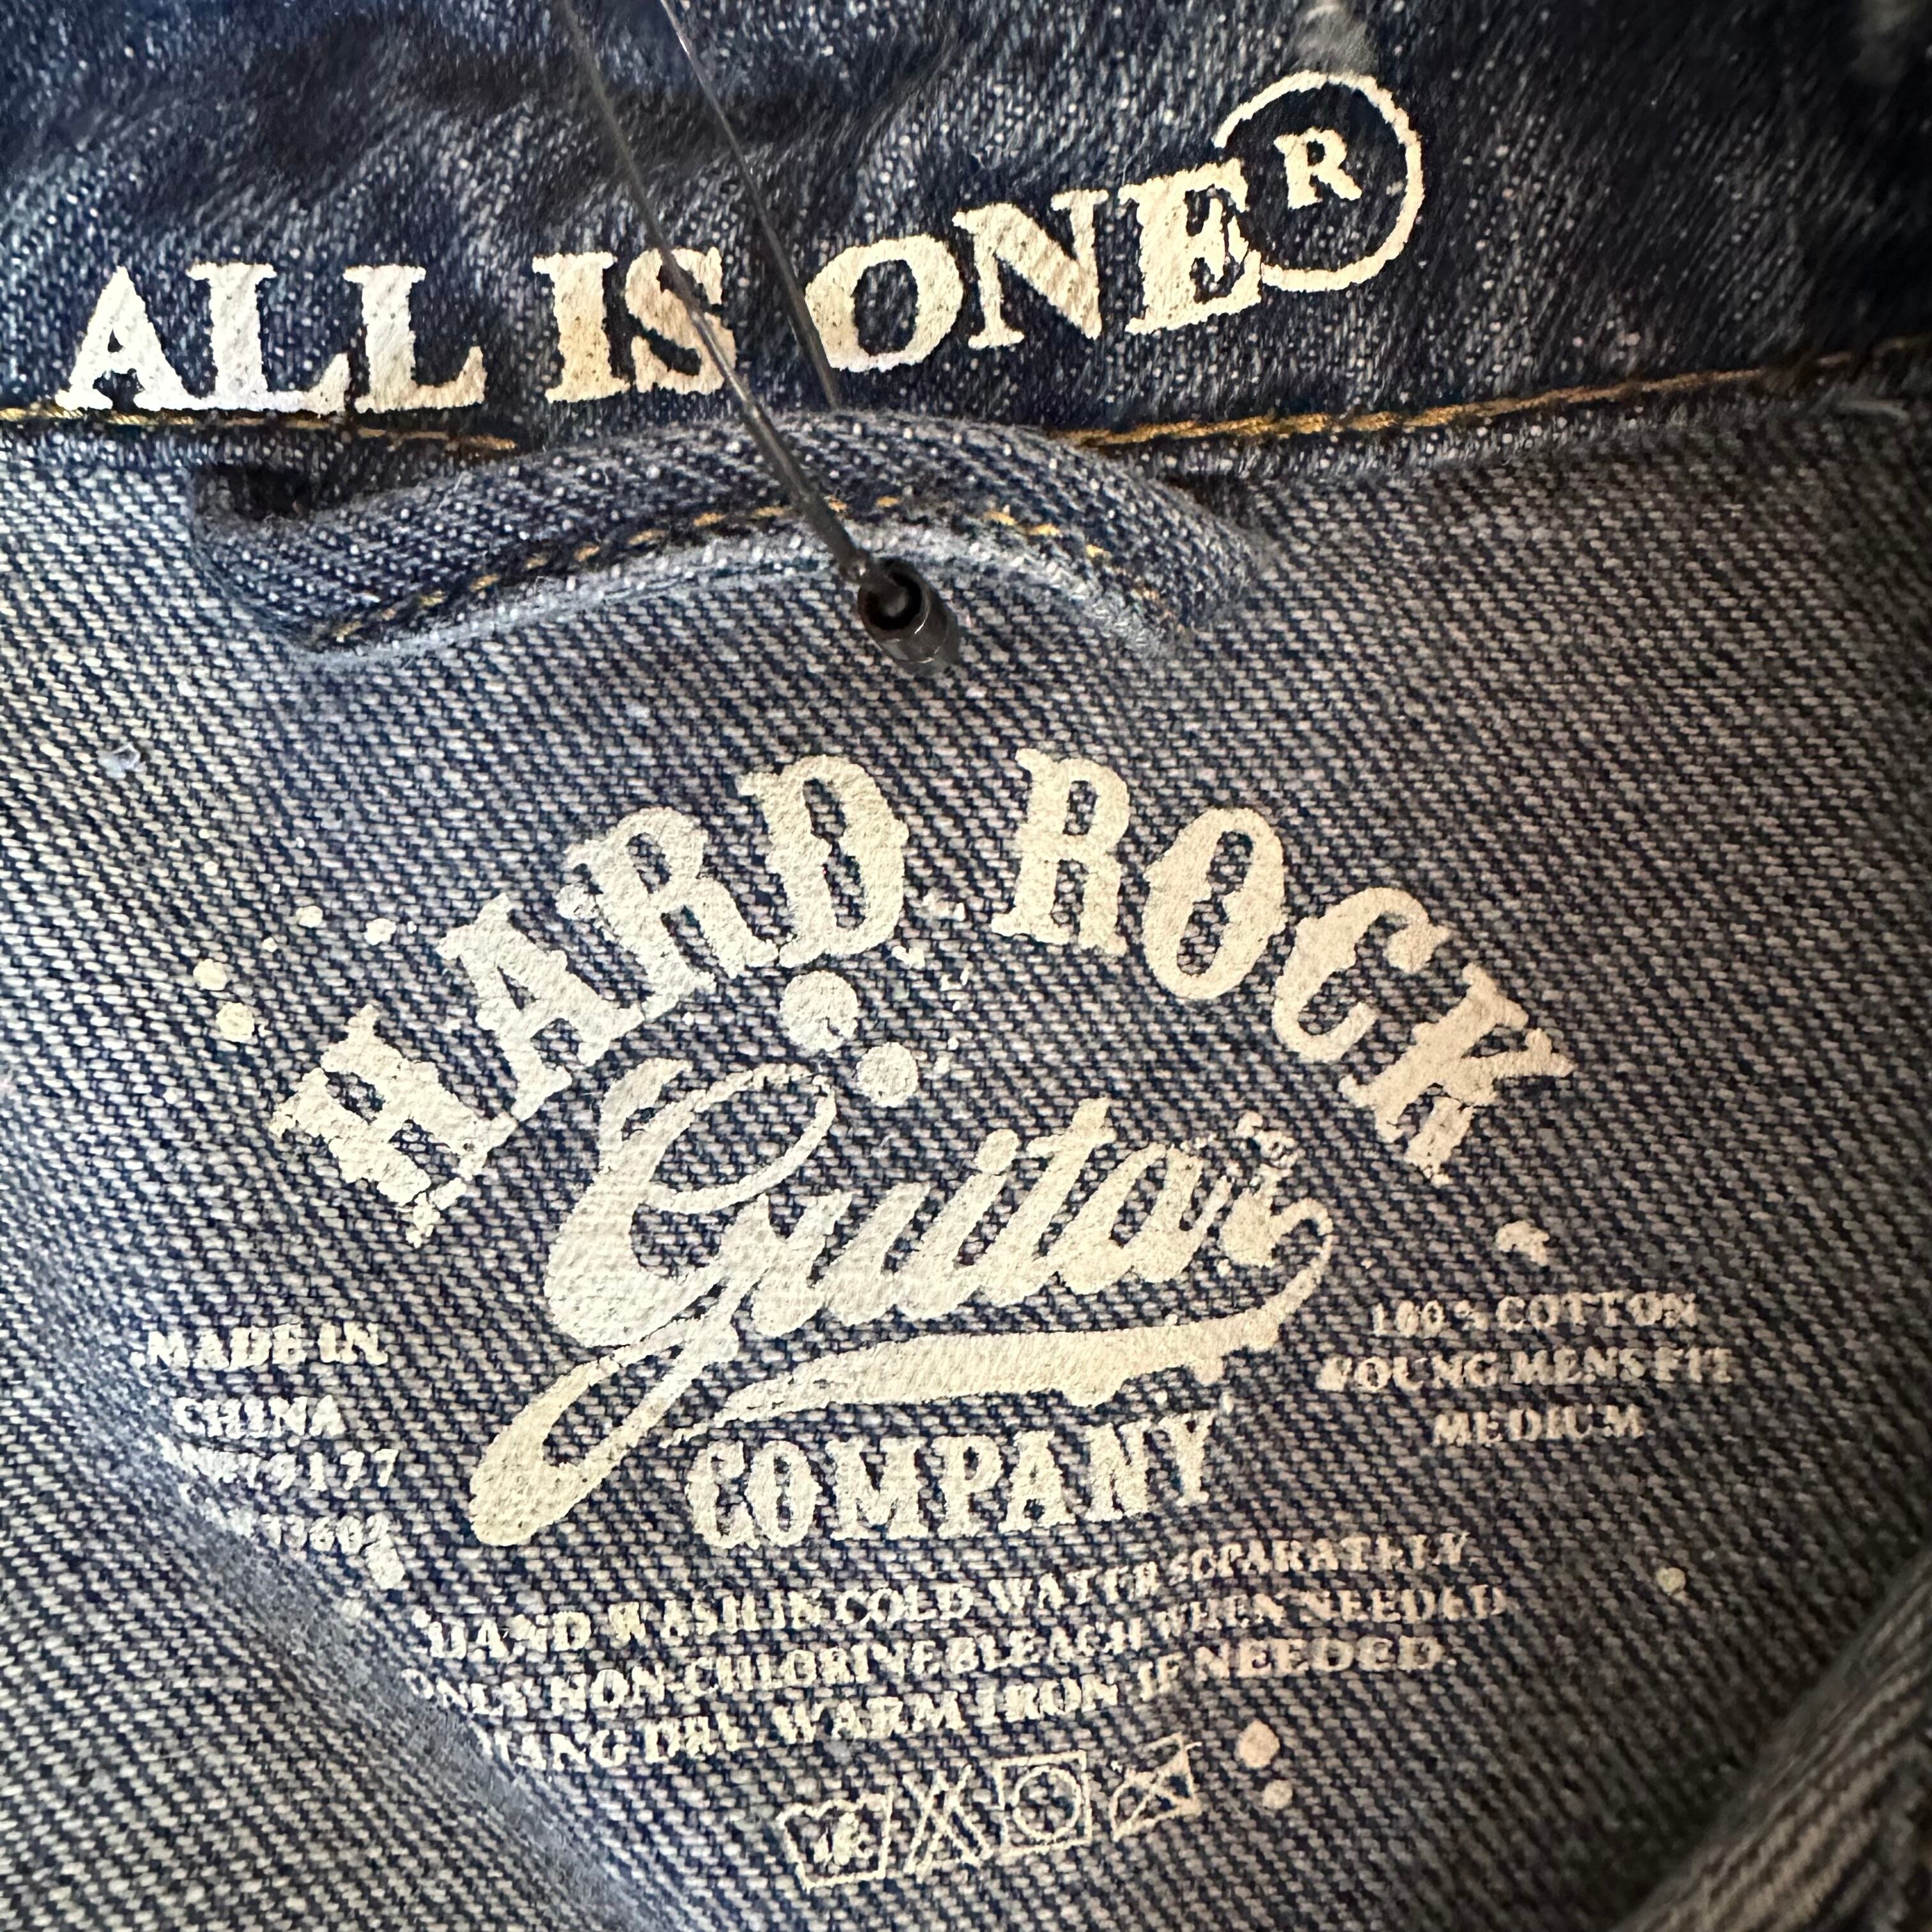 ALL IS ONE®
HARD ROCK
Guitar
COMPANY
MADE IN
CHINA
100% COTTON
YOUNG MENS FIT
MEDIUM
HAND WASH IN COLD WATER SEPARATELY
ONLY NON-CHLORINE BLEACH WHEN NEEDED
HANG DRY. WARM IRON IF NEEDED.